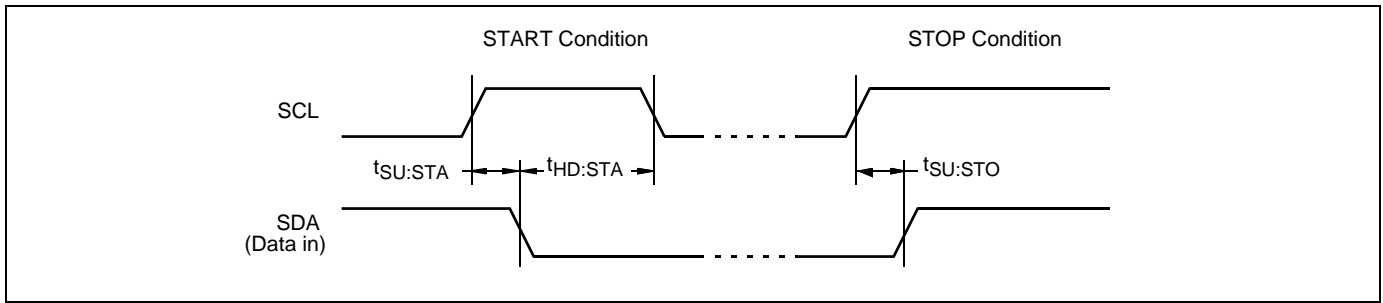 START Condition
STOP Condition
SCL
tSU:STA
tHD:STA
tSU:STO
SDA
(Data in)